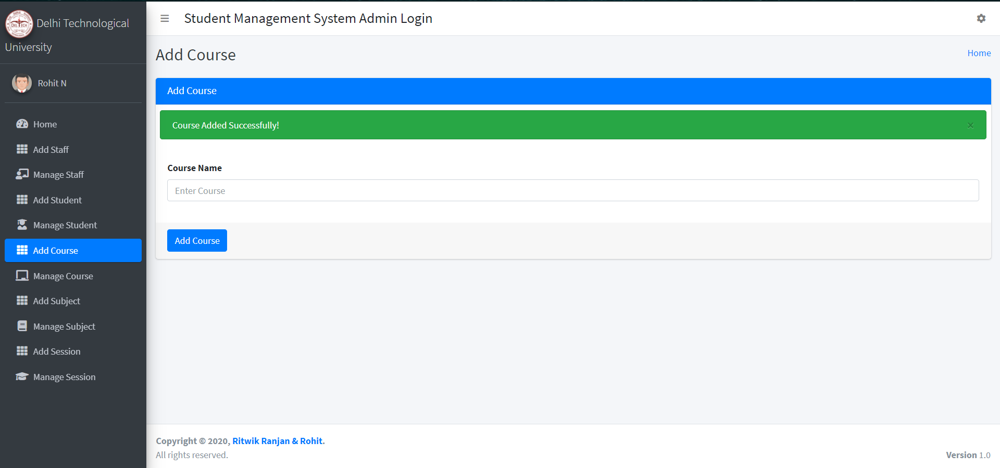 DELTECH
Delhi Technological
University
Rohit N
Home
Add Staff
Manage Staff
Add Student
Manage Student
Add Course
Manage Course
Add Subject
Manage Subject
Add Session
Manage Session
Student Management System Admin Login
Add Course
Home
Add Course
Course Added Successfully!
×
Course Name
Enter Course
Add Course
Copyright © 2020, Ritwik Ranjan & Rohit.
All rights reserved.
Version 1.0